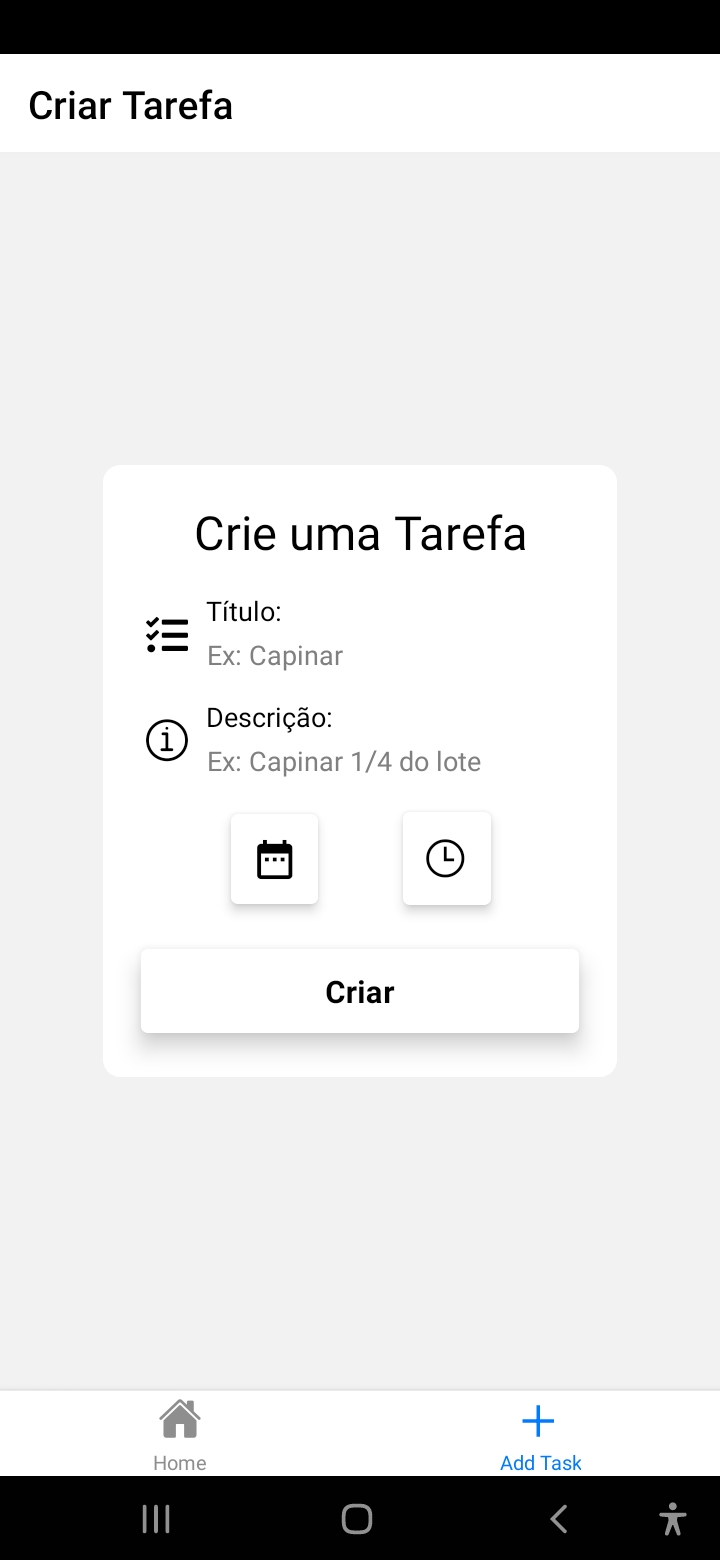 Criar Tarefa
Crie uma Tarefa
Título:
Ex: Capinar
Descrição:
Ex: Capinar 1/4 do lote
Criar
Home
Add Task